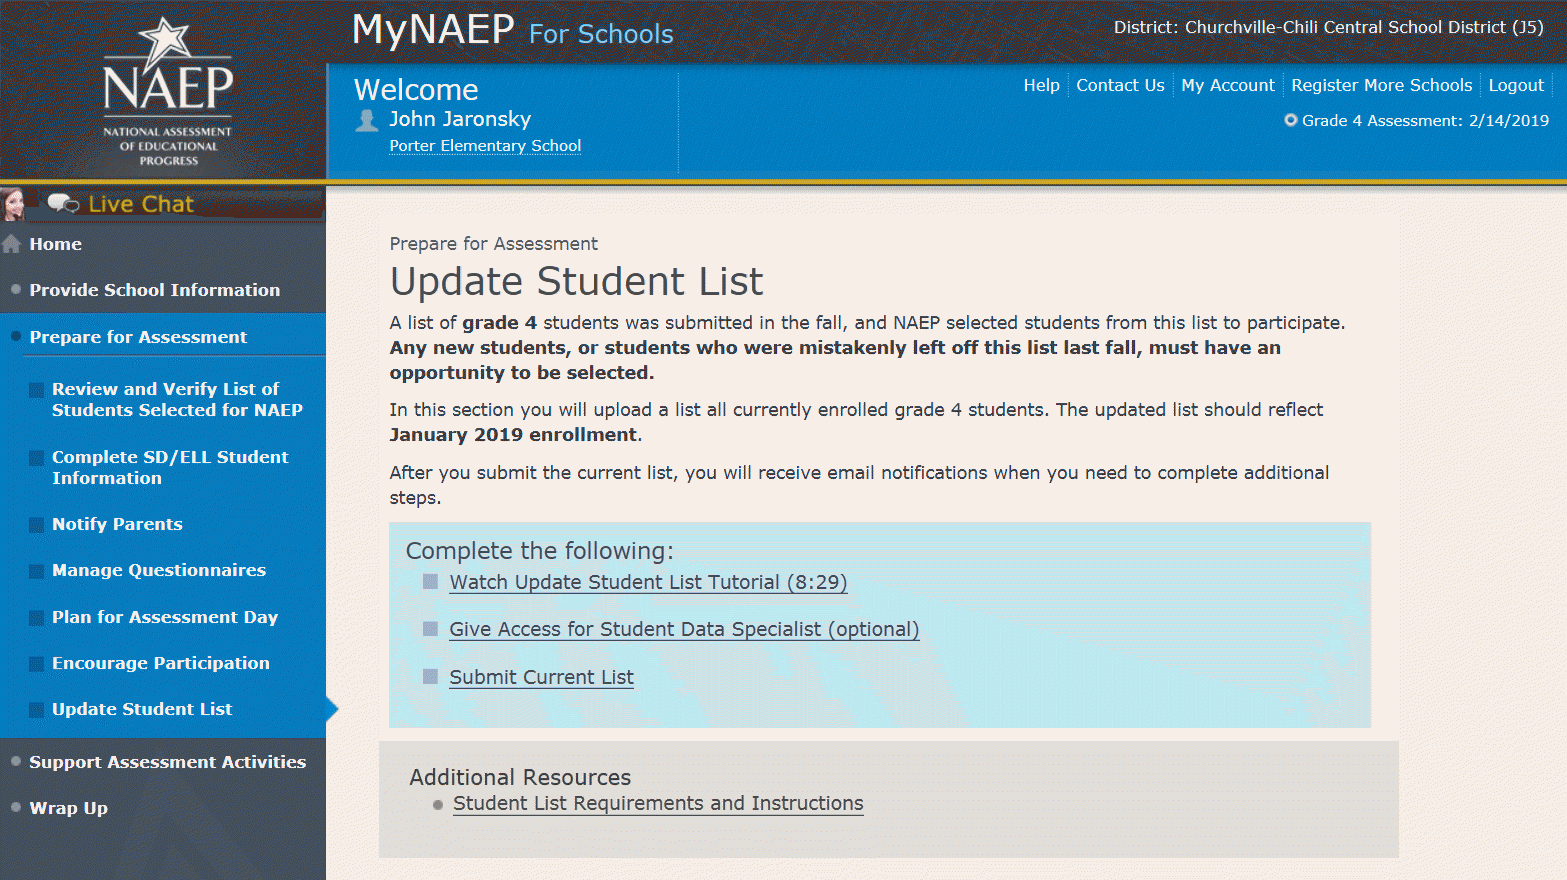 NAEP
NATIONAL ASSESSMENT
OF EDUCATIONAL
PROGRESS
MyNAEP For Schools
District: Churchville-Chili Central School District (J5)
Welcome
John Jaronsky
Porter Elementary School
Help Contact Us My Account Register More Schools Logout
Grade 4 Assessment: 2/14/2019
Live Chat
Home
Provide School Information
Prepare for Assessment
Review and Verify List of
Students Selected for NAEP
Complete SD/ELL Student
Information
Notify Parents
Manage Questionnaires
Plan for Assessment Day
Encourage Participation
Update Student List
Support Assessment Activities
Wrap Up
Prepare for Assessment
Update Student List
A list of grade 4 students was submitted in the fall, and NAEP selected students from this list to participate.
Any new students, or students who were mistakenly left off this list last fall, must have an
opportunity to be selected.
In this section you will upload a list all currently enrolled grade 4 students. The updated list should reflect
January 2019 enrollment.
After you submit the current list, you will receive email notifications when you need to complete additional
steps.
Complete the following:
Watch Update Student List Tutorial (8:29)
Give Access for Student Data Specialist (optional)
Submit Current List
Additional Resources
Student List Requirements and Instructions